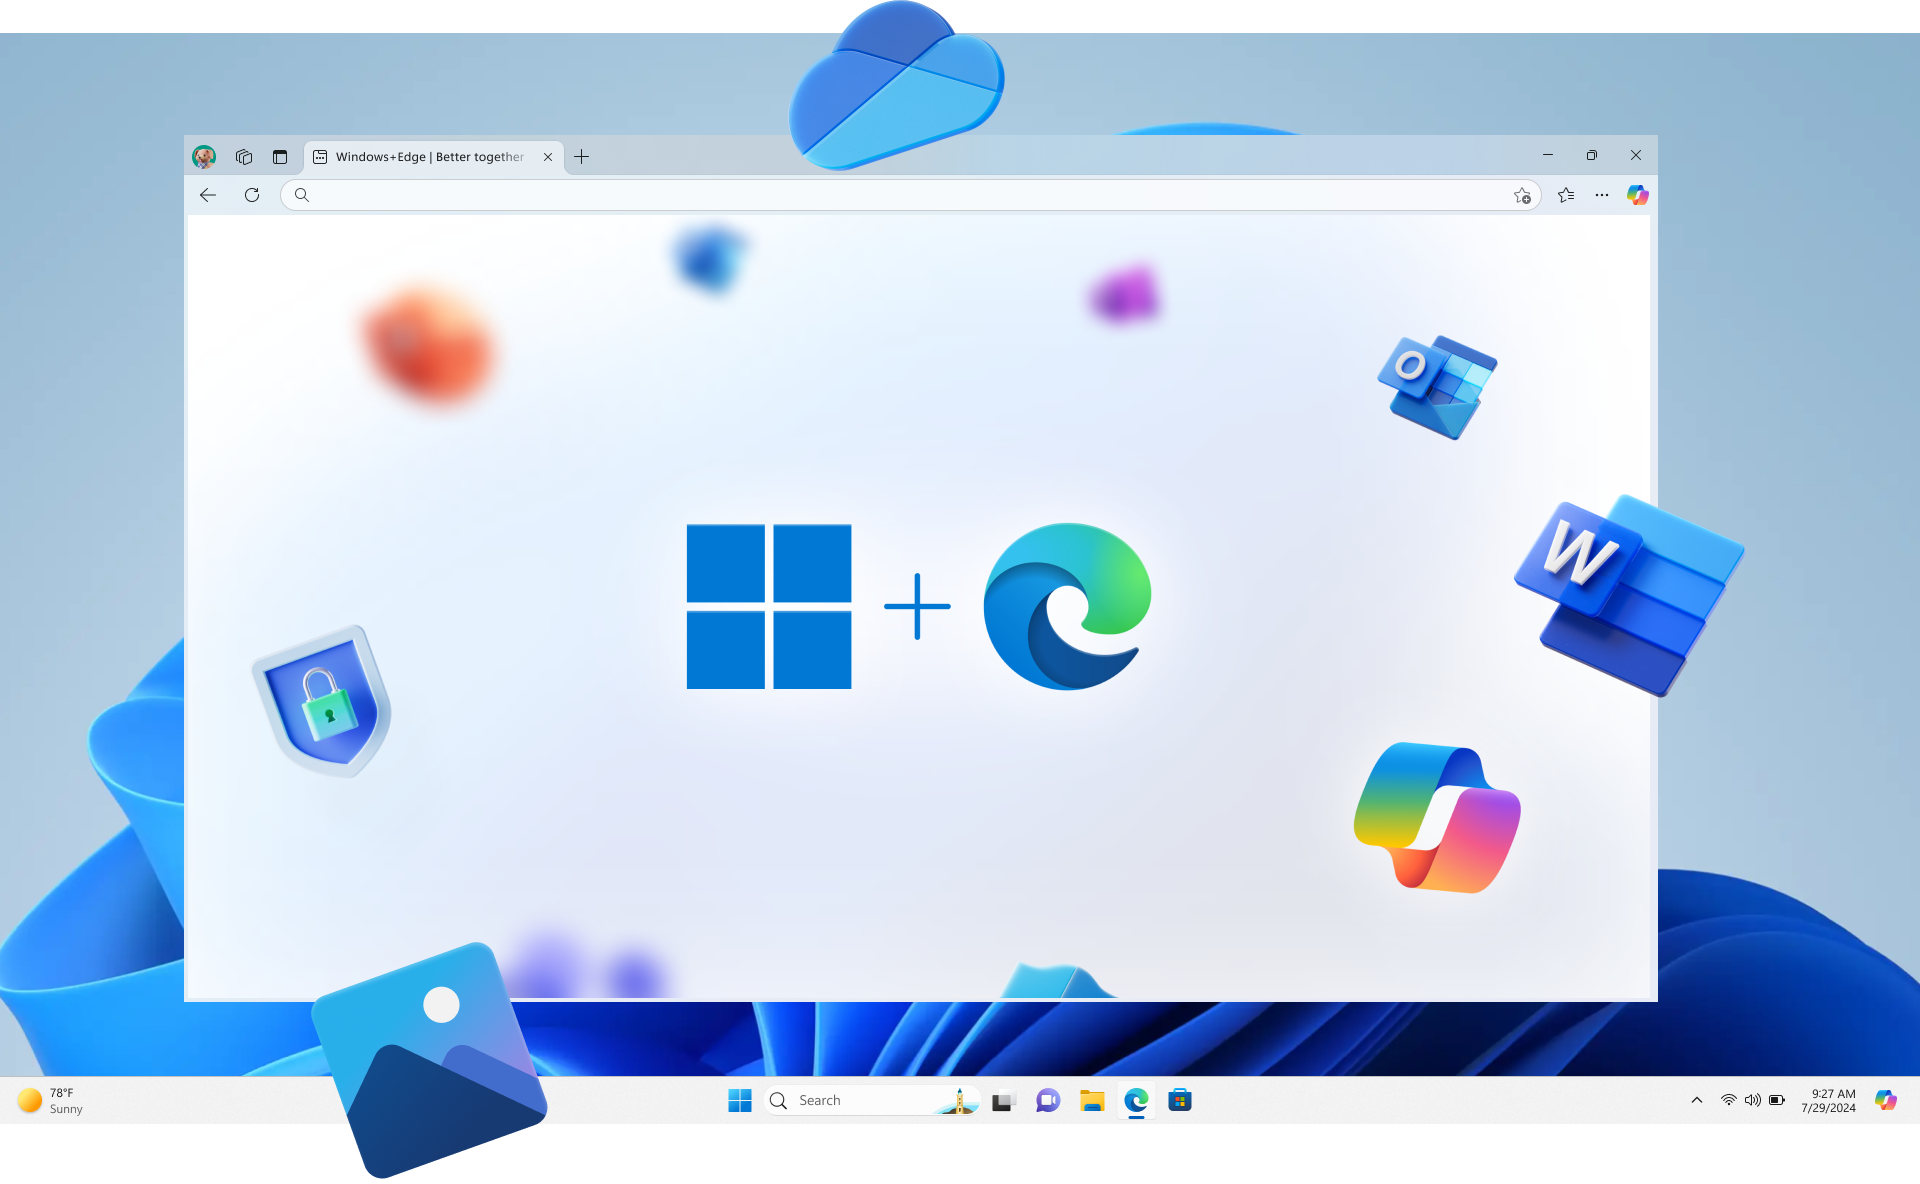 Windows+Edge | Better together
O
W
78°F
Sunny
Search
9:27 AM
7/29/2024